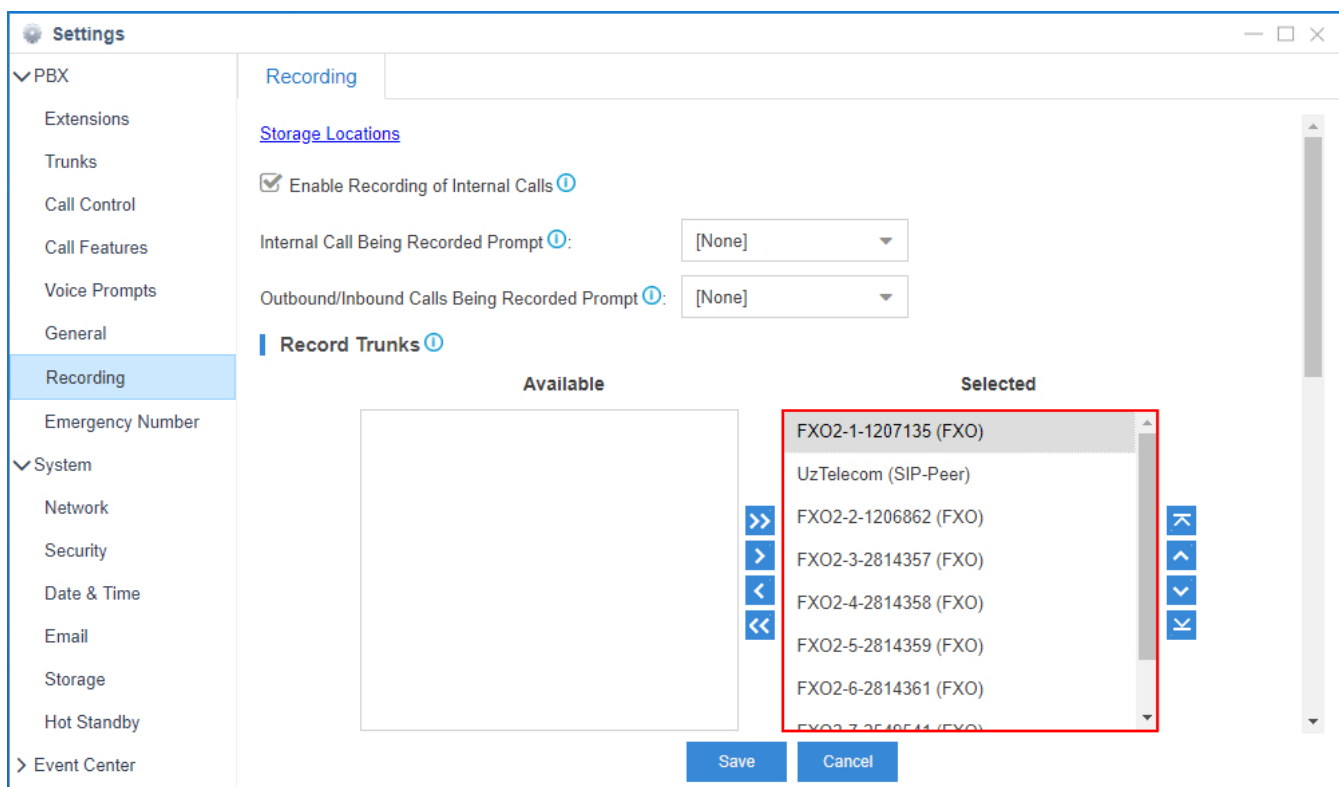 Settings
PBX
Extensions
Trunks
Call Control
Call Features
Voice Prompts
General
Recording
Emergency Number
System
Network
Security
Date & Time
Email
Storage
Hot Standby
Event Center
Recording
Storage Locations
Enable Recording of Internal Calls
Internal Call Being Recorded Prompt : [None]
Outbound/Inbound Calls Being Recorded Prompt : [None]
Record Trunks
Available
Selected
FXO2-1-1207135 (FXO)
UzTelecom (SIP-Peer)
FXO2-2-1206862 (FXO)
FXO2-3-2814357 (FXO)
FXO2-4-2814358 (FXO)
FXO2-5-2814359 (FXO)
FXO2-6-2814361 (FXO)
FXO2-7-2549541 (FXO)
Save
Cancel